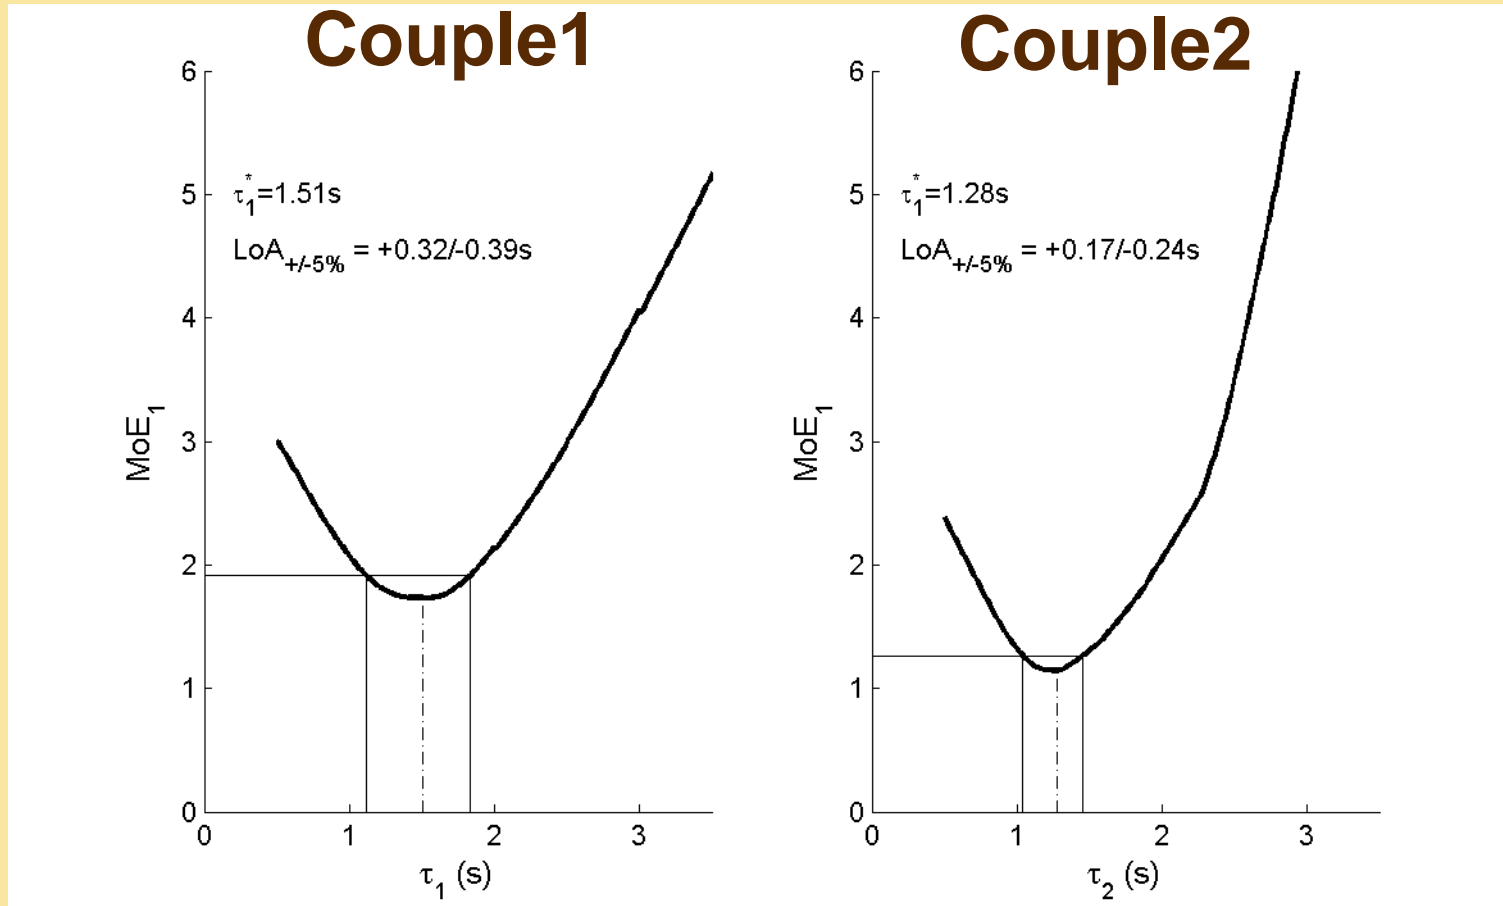 Couple1
6
5
4
3
2
1
0
0 1 2 3
MoE1
τ1 (s)
τ1*=1.51s
LoA+/-5% = +0.32/-0.39s
Couple2
6
5
4
3
2
1
0
0 1 2 3
MoE1
τ2 (s)
τ1*=1.28s
LoA+/-5% = +0.17/-0.24s